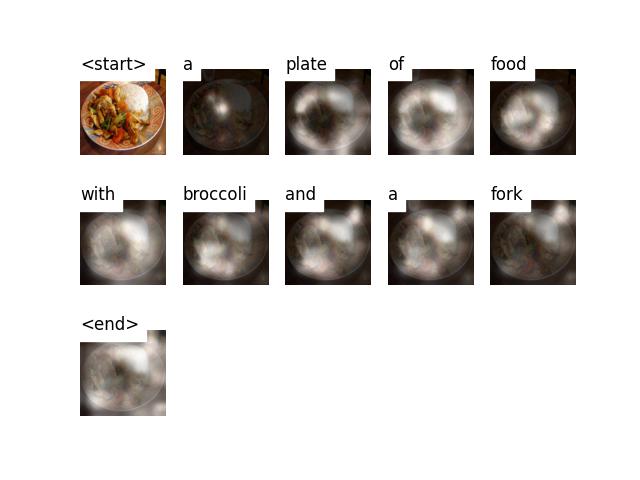 <start> a plate of food
with broccoli and a fork
<end>